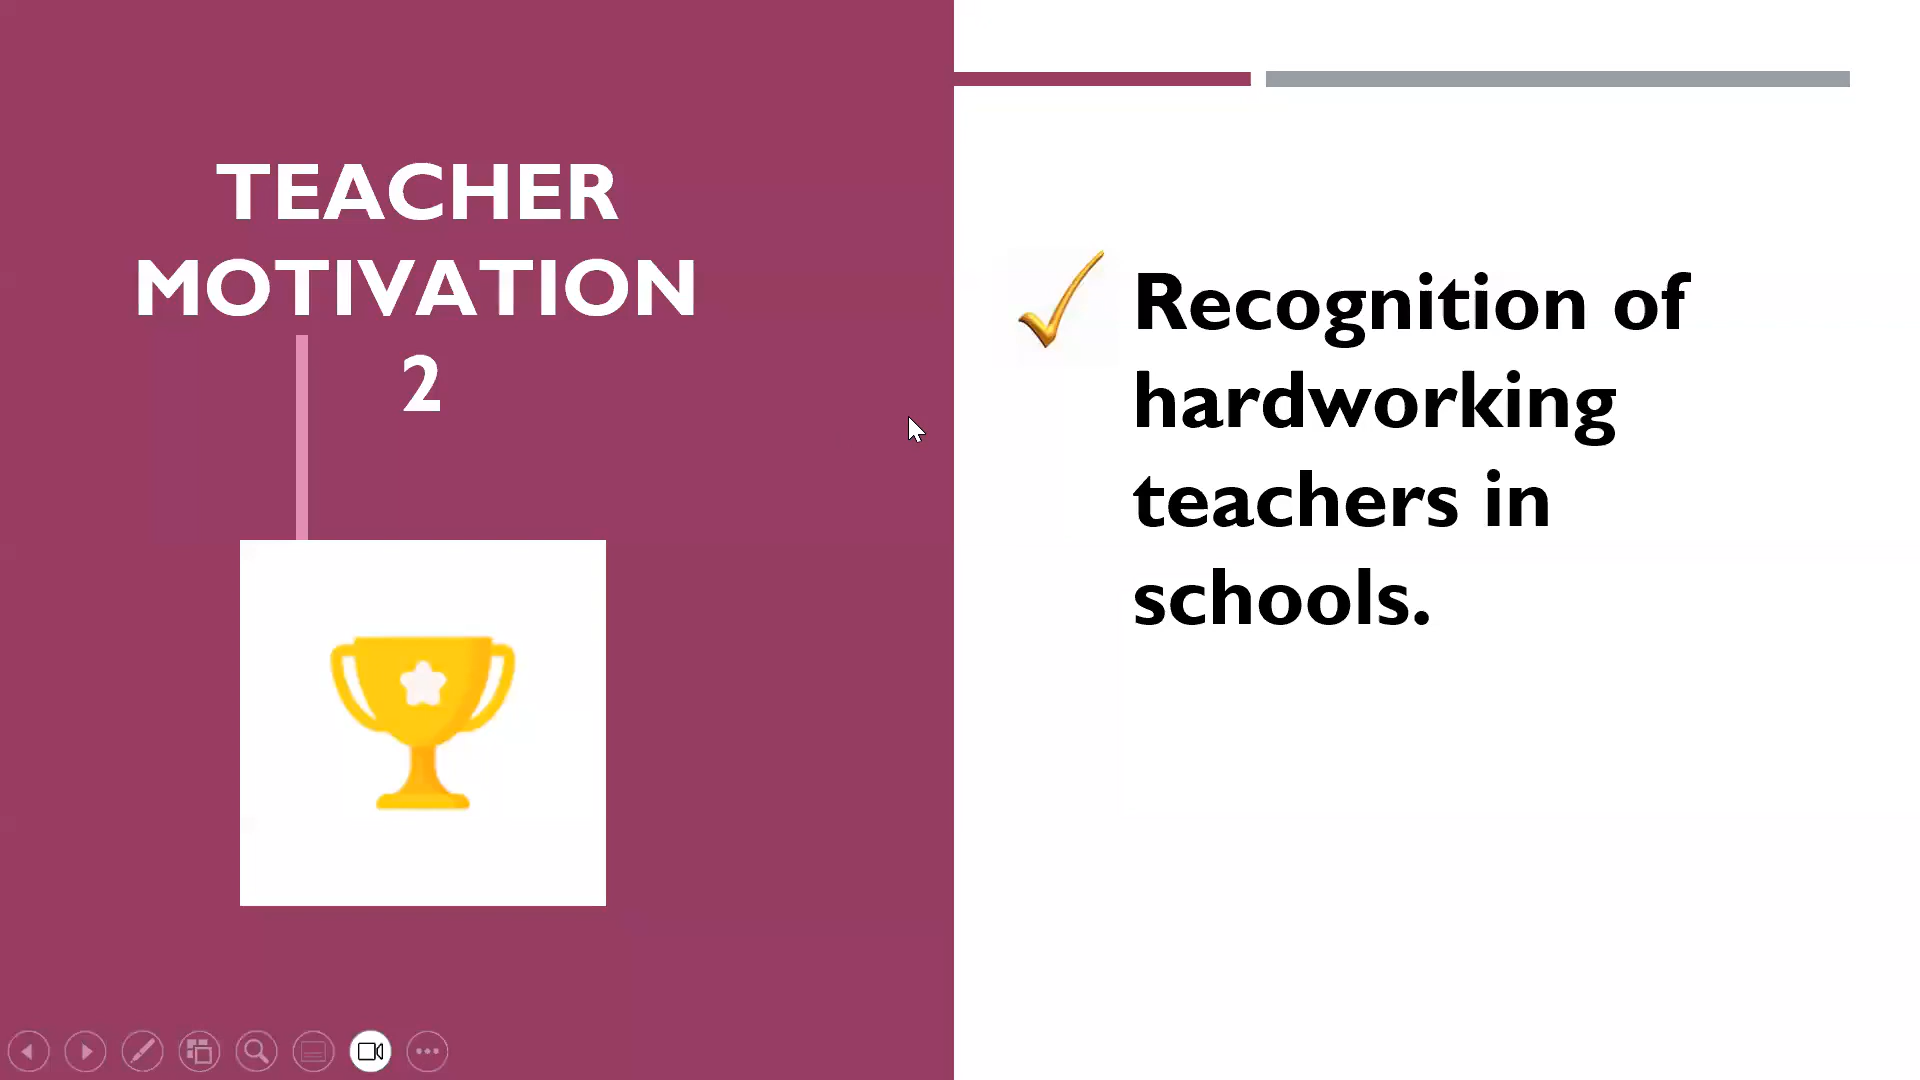 TEACHER
MOTIVATION
2
Recognition of
hardworking
teachers in
schools.